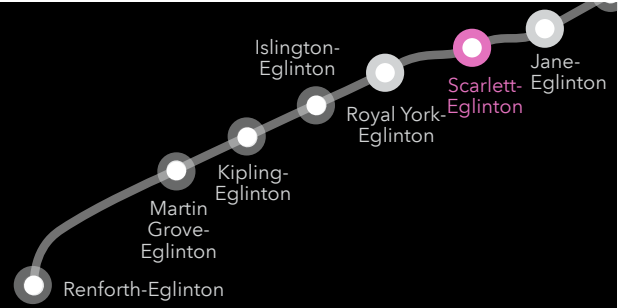 Islington-
Eglinton
Jane-
Eglinton
Scarlett-
Eglinton
Royal York-
Eglinton
Kipling-
Eglinton
Martin
Grove-
Eglinton
Renforth-Eglinton